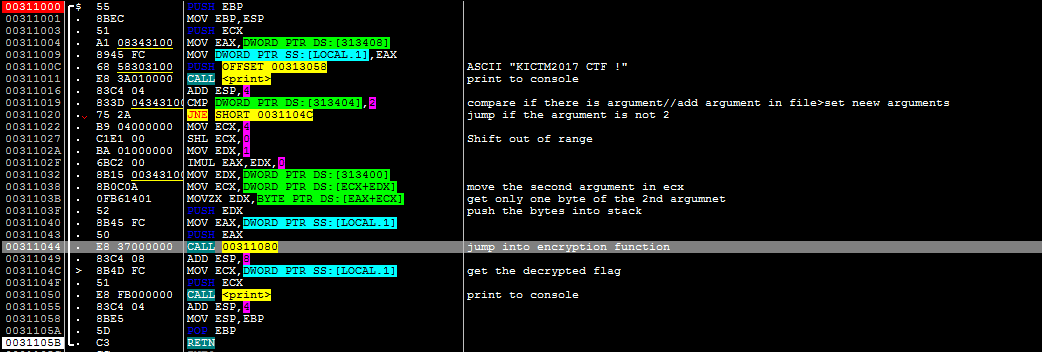 00311000 $ 55 PUSH EBP
00311001 . 8BEC MOV EBP,ESP
00311003 . 51 PUSH ECX
00311004 . A1 08343100 MOV EAX,DWORD PTR DS:[313408]
00311009 . 8945 FC MOV DWORD PTR SS:[LOCAL.1],EAX
0031100C . 68 58303100 PUSH OFFSET 00313058 ASCII "KICTM2017 CTF !"
00311011 . E8 3A010000 CALL <print> print to console
00311016 . 83C4 04 ADD ESP,4
00311019 . 833D 04343100 CMP DWORD PTR DS:[313404],2 compare if there is argument//add argument in file>set neew arguments
00311020 . 75 2A JNE SHORT 0031104C jump if the argument is not 2
00311022 . B9 04000000 MOV ECX,4
00311027 . C1E1 00 SHL ECX,0 Shift out of range
0031102A . BA 01000000 MOV EDX,1
0031102F . 6BC2 00 IMUL EAX,EDX,0
00311032 . 8B15 00343100 MOV EDX,DWORD PTR DS:[313400]
00311038 . 8B0C0A MOV ECX,DWORD PTR DS:[ECX+EDX] move the second argument in ecx
0031103B . 0FB61401 MOVZX EDX,BYTE PTR DS:[EAX+ECX] get only one byte of the 2nd argumnet
0031103F . 52 PUSH EDX push the bytes into stack
00311040 . 8B45 FC MOV EAX,DWORD PTR SS:[LOCAL.1]
00311043 . 50 PUSH EAX
00311044 . E8 37000000 CALL 00311080 jump into encryption function
00311049 . 83C4 08 ADD ESP,8
0031104C > 8B4D FC MOV ECX,DWORD PTR SS:[LOCAL.1] get the decrypted flag
0031104F . 51 PUSH ECX
00311050 . E8 FB000000 CALL <print> print to console
00311055 . 83C4 04 ADD ESP,4
00311058 . 8BE5 MOV ESP,EBP
0031105A . 5D POP EBP
0031105B . C3 RETN